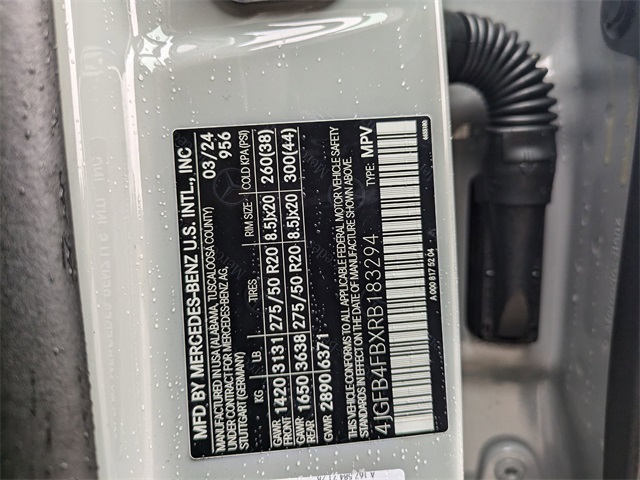 MFD BY MERCEDES-BENZ U.S. INT'L., INC
MANUFACTURED IN USA (ALABAMA, TUSCALOOSA COUNTY) 03/24
UNDER CONTRACT FOR MERCEDES-BENZ AG, 956
STUTTGART (GERMANY)
KG LB TIRES: RIM SIZE: COLD KPA(PSI)
GAWR 1420 3131 275/50 R20 8.5Jx20 260(38)
FRONT
GAWR 1650 3638 275/50 R20 8.5Jx20 300(44)
REAR
GVWR 2890 6371
THIS VEHICLE CONFORMS TO ALL APPLICABLE FEDERAL MOTOR VEHICLE SAFETY
STANDARDS IN EFFECT ON THE DATE OF MANUFACTURE SHOWN ABOVE.
4JGFB4FBXRB183294 TYPE: MPV
A 000 817 52 04